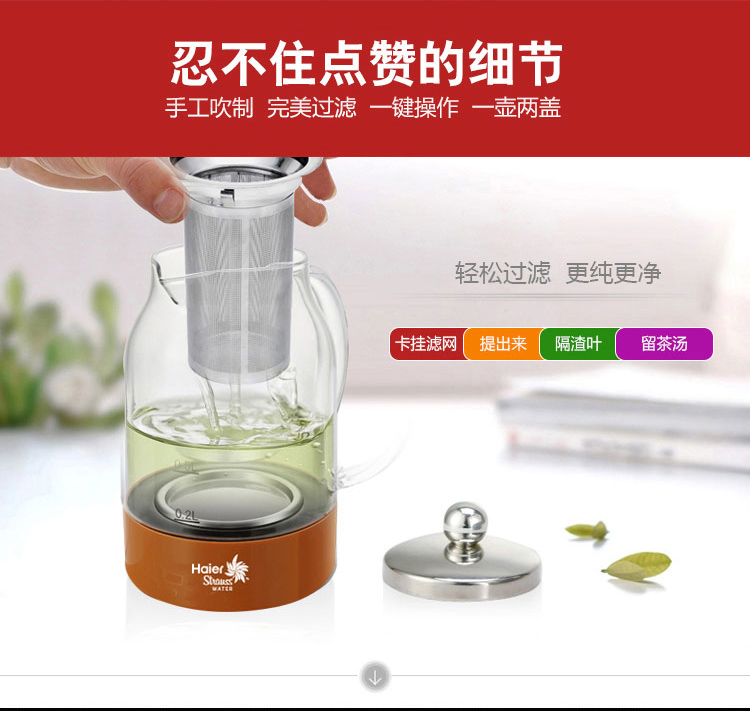 忍不住点赞的细节
手工吹制 完美过滤 一键操作 一壶两盖
轻松过滤 更纯更净
卡挂滤网 提出来 隔渣叶 留茶汤
0.2L
Haier
Strauss
WATER